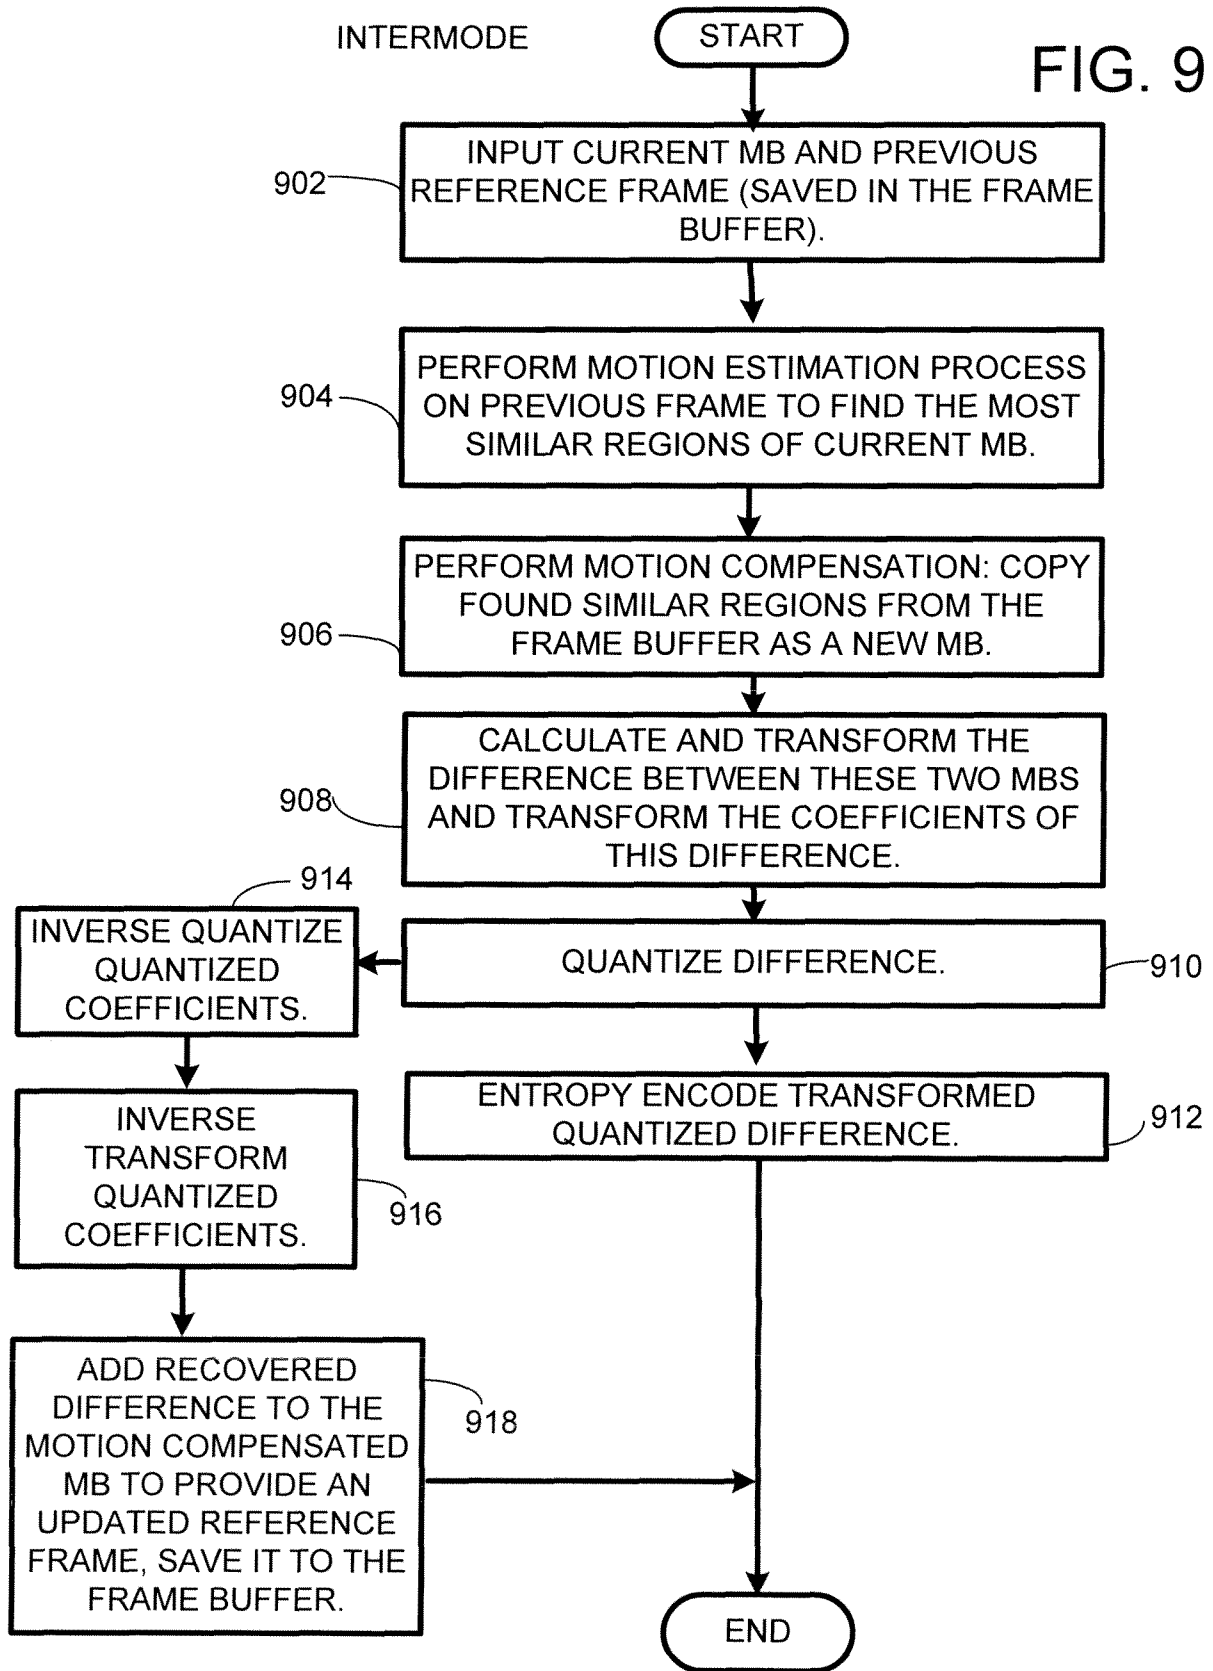 INTERMODE
START
FIG. 9
902
INPUT CURRENT MB AND PREVIOUS
REFERENCE FRAME (SAVED IN THE FRAME
BUFFER).
904
PERFORM MOTION ESTIMATION PROCESS
ON PREVIOUS FRAME TO FIND THE MOST
SIMILAR REGIONS OF CURRENT MB.
906
PERFORM MOTION COMPENSATION: COPY
FOUND SIMILAR REGIONS FROM THE
FRAME BUFFER AS A NEW MB.
908
CALCULATE AND TRANSFORM THE
DIFFERENCE BETWEEN THESE TWO MBS
AND TRANSFORM THE COEFFICIENTS OF
THIS DIFFERENCE.
910
QUANTIZE DIFFERENCE.
912
ENTROPY ENCODE TRANSFORMED
QUANTIZED DIFFERENCE.
914
INVERSE QUANTIZE
QUANTIZED
COEFFICIENTS.
916
INVERSE
TRANSFORM
QUANTIZED
COEFFICIENTS.
918
ADD RECOVERED
DIFFERENCE TO THE
MOTION COMPENSATED
MB TO PROVIDE AN
UPDATED REFERENCE
FRAME, SAVE IT TO THE
FRAME BUFFER.
END